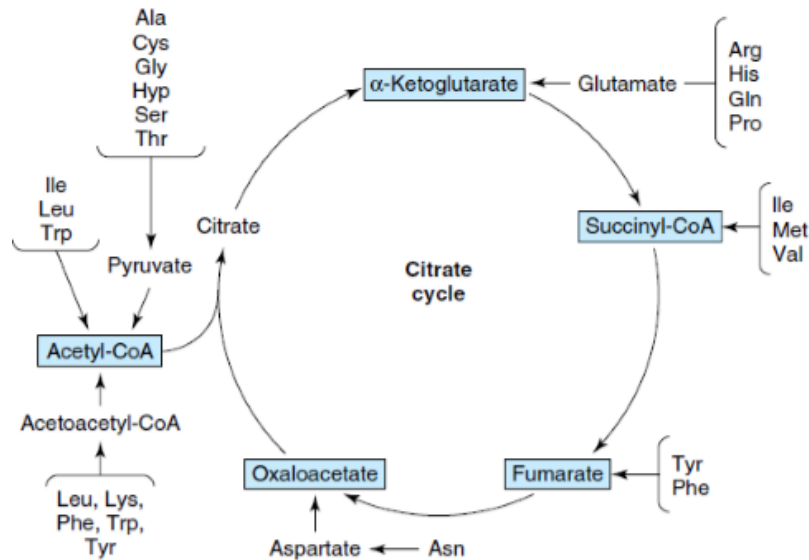 Ala
Cys
Gly
Hyp
Ser
Thr
α-Ketoglutarate
Glutamate
Arg
His
Gln
Pro
Ile
Leu
Trp
Pyruvate
Citrate
Succinyl-CoA
Ile
Met
Val
Citrate
cycle
Acetyl-CoA
Acetoacetyl-CoA
Leu, Lys,
Phe, Trp,
Tyr
Oxaloacetate
Fumarate
Tyr
Phe
Aspartate
Asn